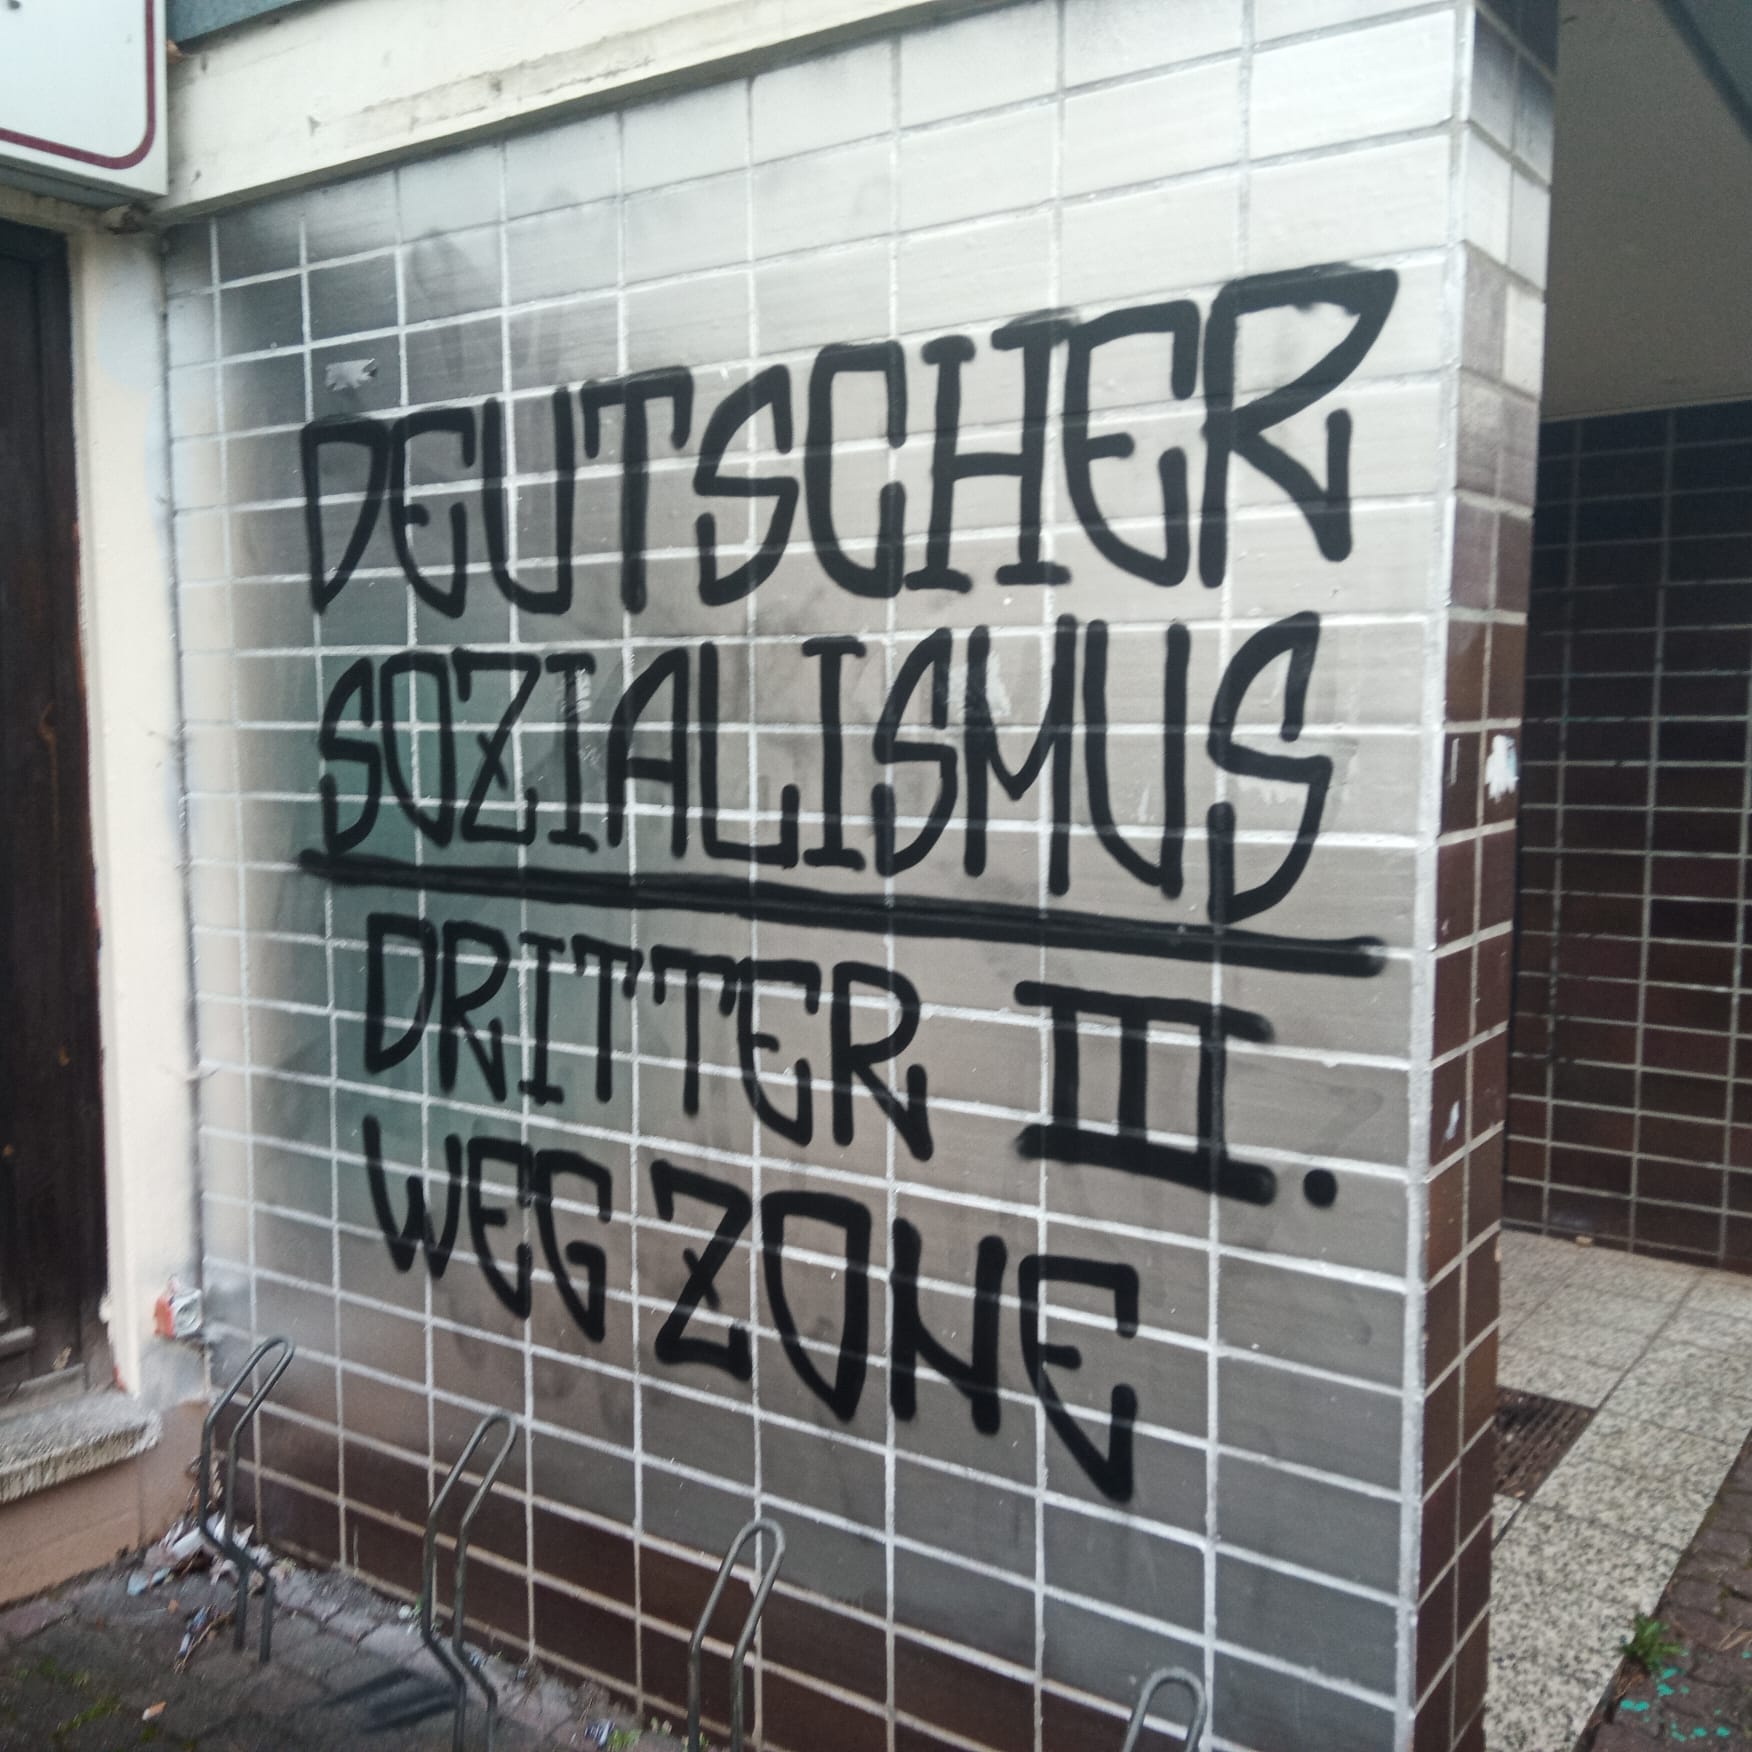 DEUTSCHER
SOZIALISMUS
DRITTER III.
WEG ZONE